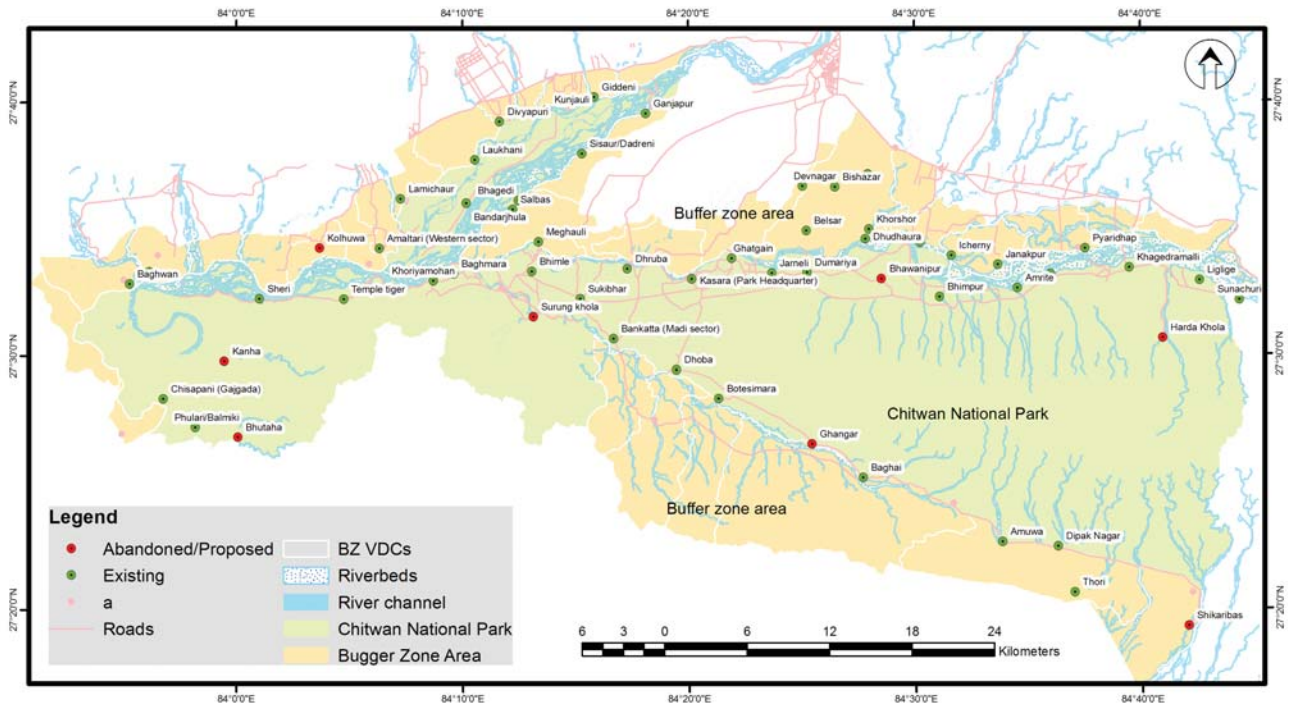 84°0'0"E 84°10'0"E 84°20'0"E 84°30'0"E 84°40'0"E
27°40'0"N
27°40'0"N
Giddeni
Kunjauli
Ganjapur
Divyapuri
Sisaur/Dadreni
Laukhani
Devnagar
Bishazar
Lamichaur
Bhagedi
Salbas
Bandarjhula
Buffer zone area
Belsar
Khorshor
Meghauli
Dhudhaura
Kolhuwa
Amaltari (Western sector)
Icherny
Pyaridhap
Ghatgain
Janakpur
Baghmara
Bhimle
Dhruba
Jarneli
Dumariya
Khagedramalli
Baghwan
Khoriyamohan
Kasara (Park Headquarter)
Bhawanipur
Amrite
Liglige
Sheri
Temple tiger
Sukibhar
Bhimpur
Sunachuri
Surung khola
Bankatta (Madi sector)
Harda Khola
27°30'0"N
27°30'0"N
Kanha
Dhoba
Chisapani (Gajgada)
Botesimara
Chitwan National Park
Phulari/Balmiki
Bhutaha
Ghangar
Baghai
Buffer zone area
Amuwa
Dipak Nagar
Thori
Shikaribas
27°20'0"N
27°20'0"N
Legend
Abandoned/Proposed
Existing
a
Roads
BZ VDCs
Riverbeds
River channel
Chitwan National Park
Bugger Zone Area
6 3 0 6 12 18 24
Kilometers
84°0'0"E 84°10'0"E 84°20'0"E 84°30'0"E 84°40'0"E